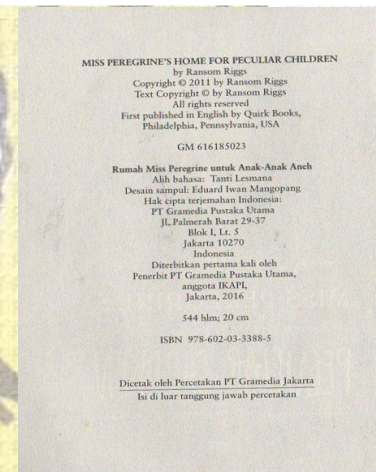 MISS PEREGRINE'S HOME FOR PECULIAR CHILDREN
by Ransom Riggs
Copyright © 2011 by Ransom Riggs
Text Copyright © by Ransom Riggs
All rights reserved
First published in English by Quirk Books,
Philadelphia, Pennsylvania, USA
GM 616185023
Rumah Miss Peregrine untuk Anak-Anak Aneh
Alih bahasa: Tanti Lesmana
Desain sampul: Eduard Iwan Mangopang
Hak cipta terjemahan Indonesia:
PT Gramedia Pustaka Utama
Jl. Palmerah Barat 29-37
Blok I, Lt. 5
Jakarta 10270
Indonesia
Diterbitkan pertama kali oleh
Penerbit PT Gramedia Pustaka Utama,
anggota IKAPI,
Jakarta, 2016
544 hlm; 20 cm
ISBN 978-602-03-3388-5
Dicetak oleh Percetakan PT Gramedia Jakarta
Isi di luar tanggung jawab percetakan